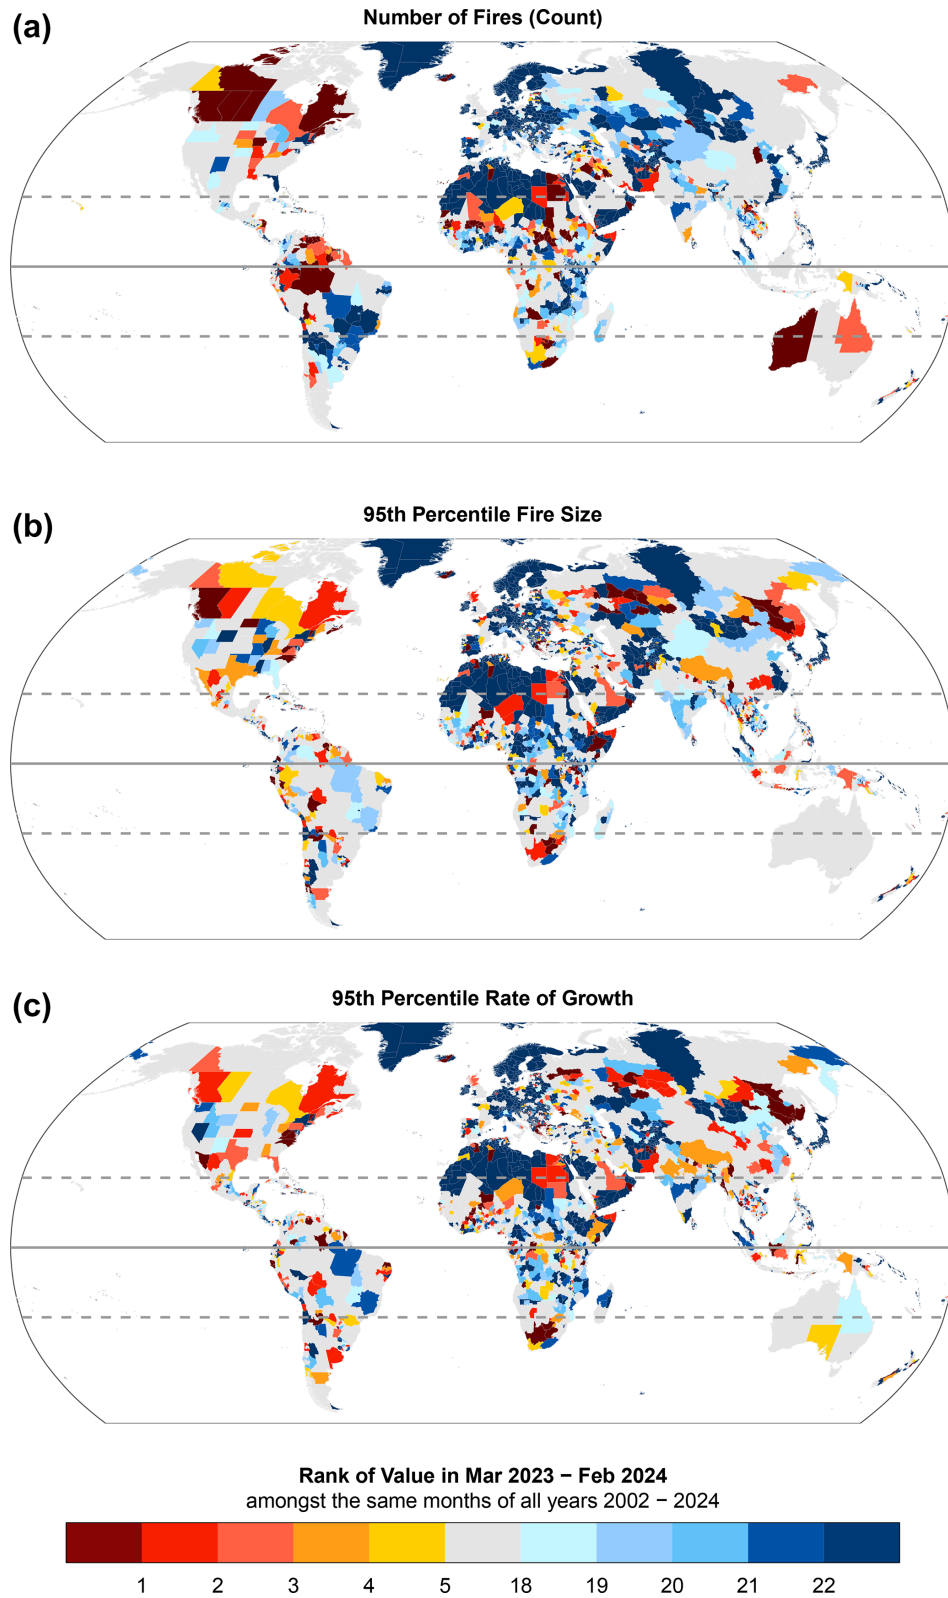 (a)
Number of Fires (Count)
(b)
95th Percentile Fire Size
(c)
95th Percentile Rate of Growth
Rank of Value in Mar 2023 − Feb 2024
amongst the same months of all years 2002 − 2024
1 2 3 4 5 18 19 20 21 22